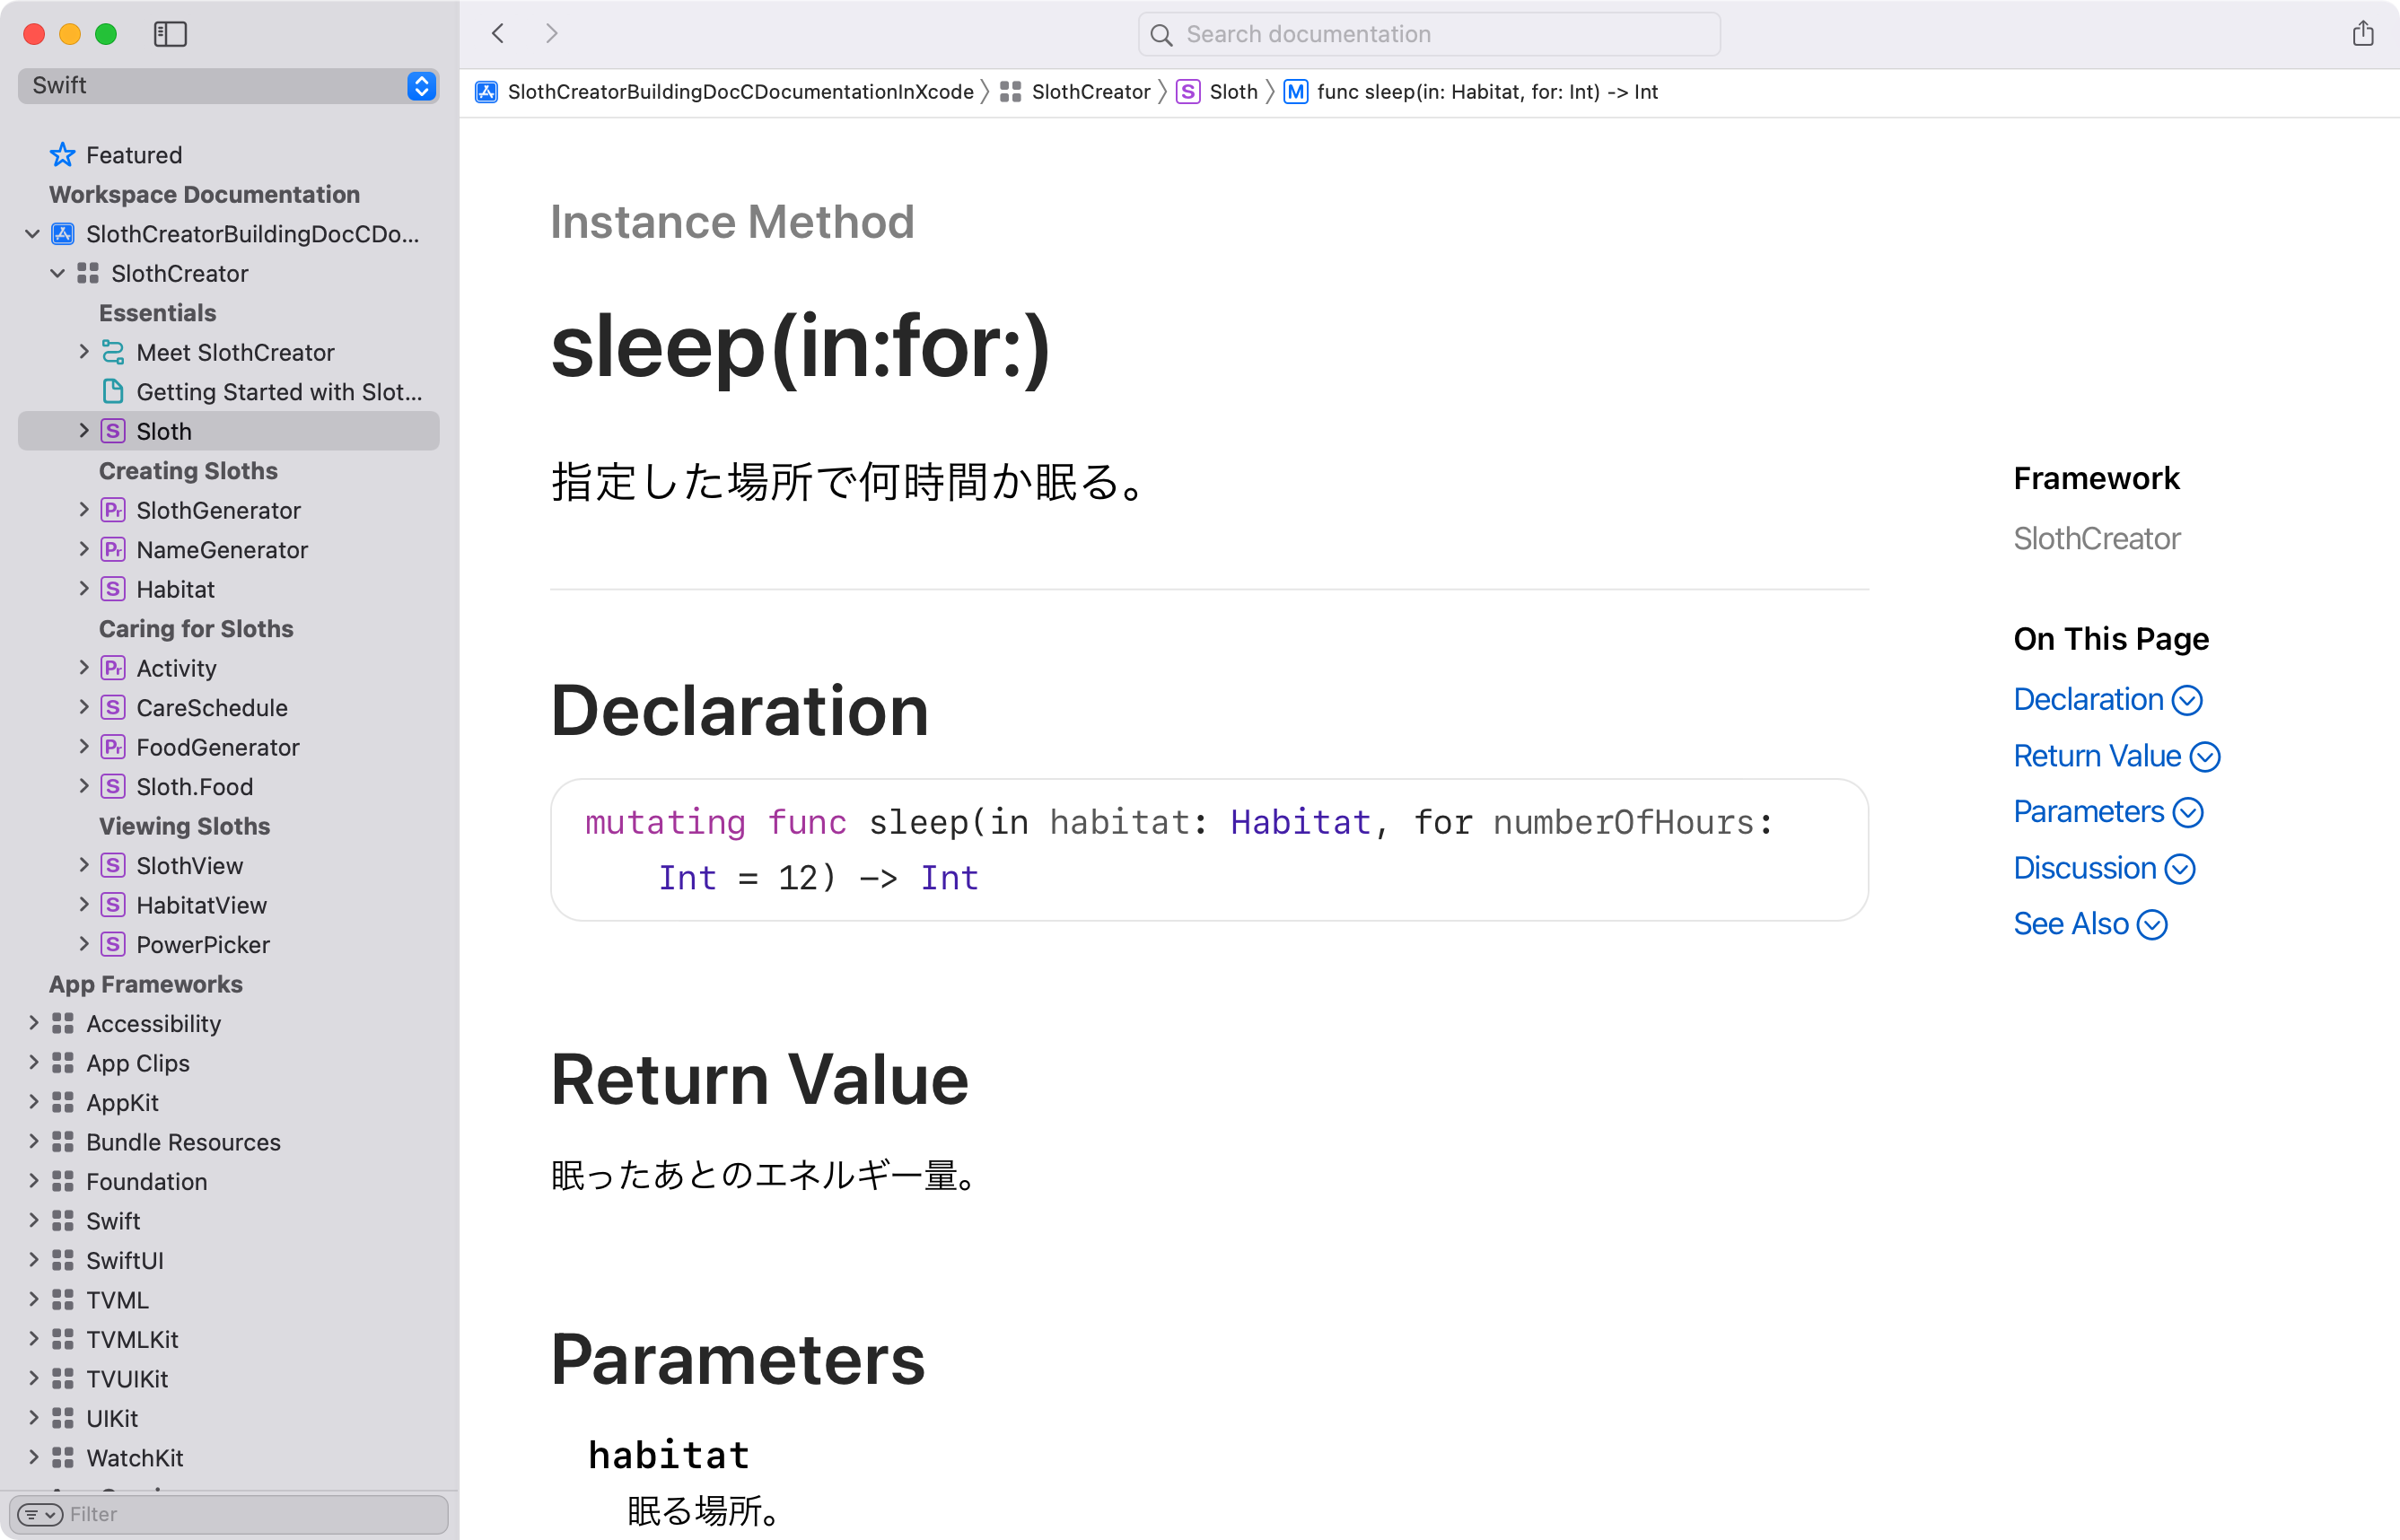 Swift
Featured
Workspace Documentation
SlothCreatorBuildingDocCDo...
SlothCreator
Essentials
Meet SlothCreator
Getting Started with Slot...
Sloth
Creating Sloths
SlothGenerator
NameGenerator
Habitat
Caring for Sloths
Activity
CareSchedule
FoodGenerator
Sloth.Food
Viewing Sloths
SlothView
HabitatView
PowerPicker
App Frameworks
Accessibility
App Clips
AppKit
Bundle Resources
Foundation
Swift
SwiftUI
TVML
TVMLKit
TVUIKit
UIKit
WatchKit
Filter
Search documentation
SlothCreatorBuildingDocCDocumentationInXcode 〉 SlothCreator 〉 S Sloth 〉 M func sleep(in: Habitat, for: Int) -> Int
Instance Method
sleep(in:for:)
指定した場所で何時間か眠る。
Declaration
mutating func sleep(in habitat: Habitat, for numberOfHours:
Int = 12) -> Int
Return Value
眠ったあとのエネルギー量。
Parameters
habitat
眠る場所。
Framework
SlothCreator
On This Page
Declaration
Return Value
Parameters
Discussion
See Also